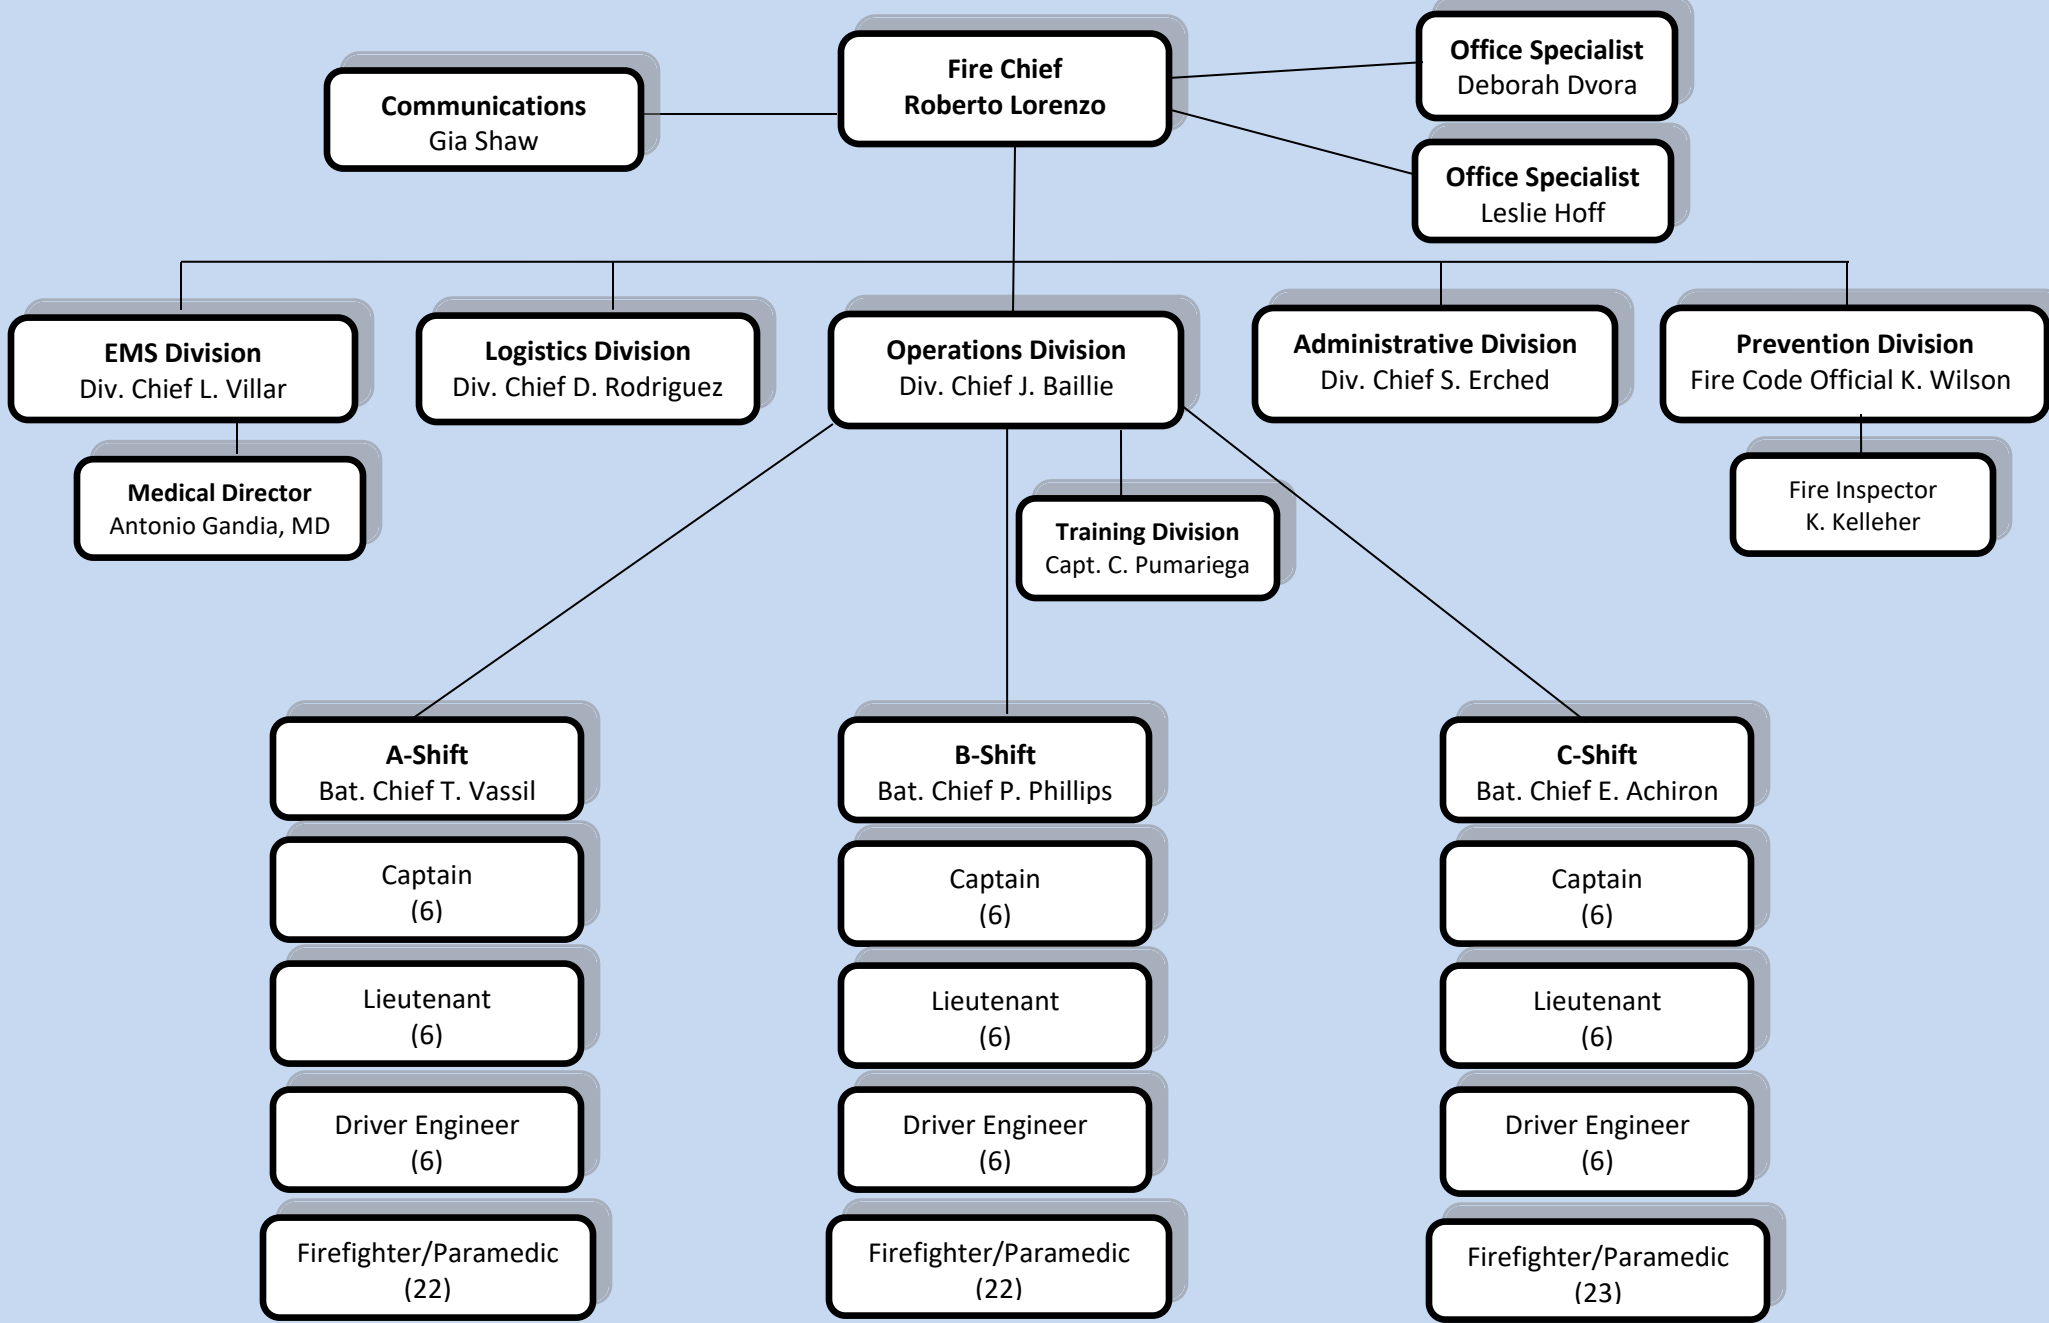 Fire Chief
Roberto Lorenzo
Communications
Gia Shaw
Office Specialist
Deborah Dvora
Office Specialist
Leslie Hoff
EMS Division
Div. Chief L. Villar
Logistics Division
Div. Chief D. Rodriguez
Operations Division
Div. Chief J. Baillie
Administrative Division
Div. Chief S. Erched
Prevention Division
Fire Code Official K. Wilson
Medical Director
Antonio Gandia, MD
Training Division
Capt. C. Pumariega
Fire Inspector
K. Kelleher
A-Shift
Bat. Chief T. Vassil
Captain
(6)
Lieutenant
(6)
Driver Engineer
(6)
Firefighter/Paramedic
(22)
B-Shift
Bat. Chief P. Phillips
Captain
(6)
Lieutenant
(6)
Driver Engineer
(6)
Firefighter/Paramedic
(22)
C-Shift
Bat. Chief E. Achiron
Captain
(6)
Lieutenant
(6)
Driver Engineer
(6)
Firefighter/Paramedic
(23)